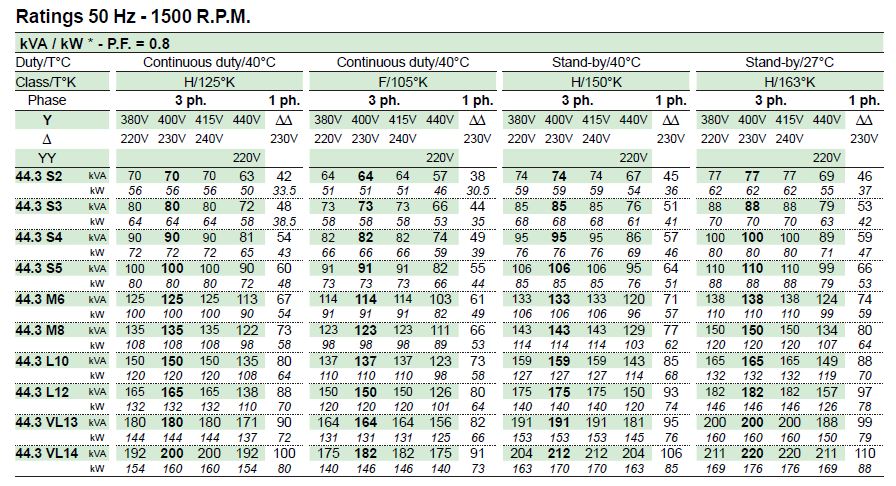 Ratings 50 Hz - 1500 R.P.M.
kVA / kW * - P.F. = 0.8
Duty/T°C Continuous duty/40°C Continuous duty/40°C Stand-by/40°C Stand-by/27°C
Class/T°K H/125°K F/105°K H/150°K H/163°K
Phase 3 ph. 1 ph. 3 ph. 1 ph. 3 ph. 1 ph. 3 ph. 1 ph.
Y 380V 400V 415V 440V ΔΔ 380V 400V 415V 440V ΔΔ 380V 400V 415V 440V ΔΔ 380V 400V 415V 440V ΔΔ
Δ 220V 230V 240V 230V 220V 230V 240V 230V 220V 230V 240V 230V 220V 230V 240V 230V
YY 220V 220V 220V 220V
44.3 S2 kVA 70 70 70 63 42 64 64 64 57 38 74 74 74 67 45 77 77 77 69 46
kW 56 56 56 50 33.5 51 51 51 46 30.5 59 59 59 54 36 62 62 62 55 37
44.3 S3 kVA 80 80 80 72 48 73 73 73 66 44 85 85 85 76 51 88 88 88 79 53
kW 64 64 64 58 38.5 58 58 58 53 35 68 68 68 61 41 70 70 70 63 42
44.3 S4 kVA 90 90 90 81 54 82 82 82 74 49 95 95 95 86 57 100 100 100 89 59
kW 72 72 72 65 43 66 66 66 59 39 76 76 76 69 46 80 80 80 71 47
44.3 S5 kVA 100 100 100 90 60 91 91 91 82 55 106 106 106 95 64 110 110 110 99 66
kW 80 80 80 72 48 73 73 73 66 44 85 85 85 76 51 88 88 88 79 53
44.3 M6 kVA 125 125 125 113 67 114 114 114 103 61 133 133 133 120 71 138 138 138 124 74
kW 100 100 100 90 54 91 91 91 82 49 106 106 106 96 57 110 110 110 99 59
44.3 M8 kVA 135 135 135 122 73 123 123 123 111 66 143 143 143 129 77 150 150 150 134 80
kW 108 108 108 98 58 98 98 98 89 53 114 114 114 103 62 120 120 120 107 64
44.3 L10 kVA 150 150 150 135 80 137 137 137 123 73 159 159 159 143 85 165 165 165 149 88
kW 120 120 120 108 64 110 110 110 98 58 127 127 127 114 68 132 132 132 119 70
44.3 L12 kVA 165 165 165 138 88 150 150 150 126 80 175 175 175 150 93 182 182 182 157 97
kW 132 132 132 110 70 120 120 120 101 64 140 140 140 120 74 146 146 146 126 78
44.3 VL13 kVA 180 180 180 171 90 164 164 164 156 82 191 191 191 181 95 200 200 200 188 99
kW 144 144 144 137 72 131 131 131 125 66 153 153 153 145 76 160 160 160 150 79
44.3 VL14 kVA 192 200 200 192 100 175 182 182 175 91 204 212 212 204 106 211 220 220 211 110
kW 154 160 160 154 80 140 146 146 140 73 163 170 170 163 85 169 176 176 169 88